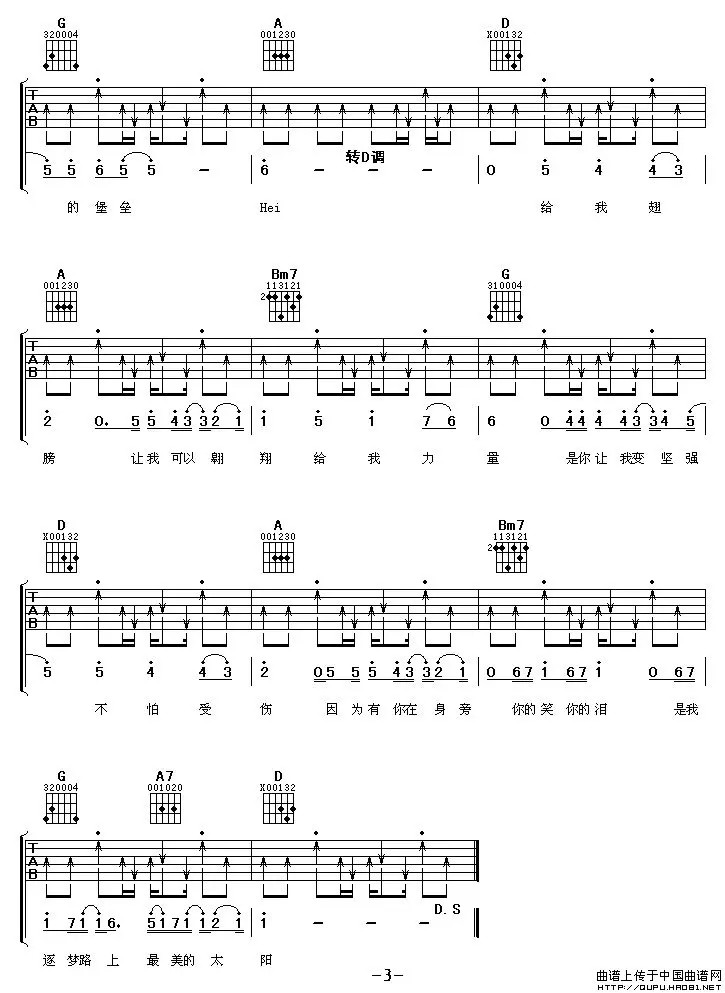 G A D
320004 001230 X00132
T
A
B
转D调
5 5 6 5 5 - 6 - - - 0 5 4 4 3
的 堡 垒 Hei 给 我 翅
A Bm7 G
001230 113121 310004
2
T
A
B
2 0. 5 5 4 3 3 2 1 1 5 1 7 6 6 0 4 4 4 3 3 4 5
膀 让 我 可 以 翱 翔 给 我 力 量 是 你 让 我 变 坚 强
D A Bm7
X00132 001230 113121
2
T
A
B
5 5 4 4 3 2 0 5 5 5 4 3 3 2 1 0 6 7 1 6 7 1 0 6 7
不 怕 受 伤 因 为 有 你 在 身 旁 你 的 笑 你 的 泪 是 我
G A7 D
320004 001020 X00132
T
A
B
D. S
1 7 1 1 6. 5 1 7 1 1 2 1 1 - - -
逐 梦 路 上 最 美 的 太 阳
-3-
曲谱上传于中国曲谱网
HTTP://QUPU.HAO81.NET